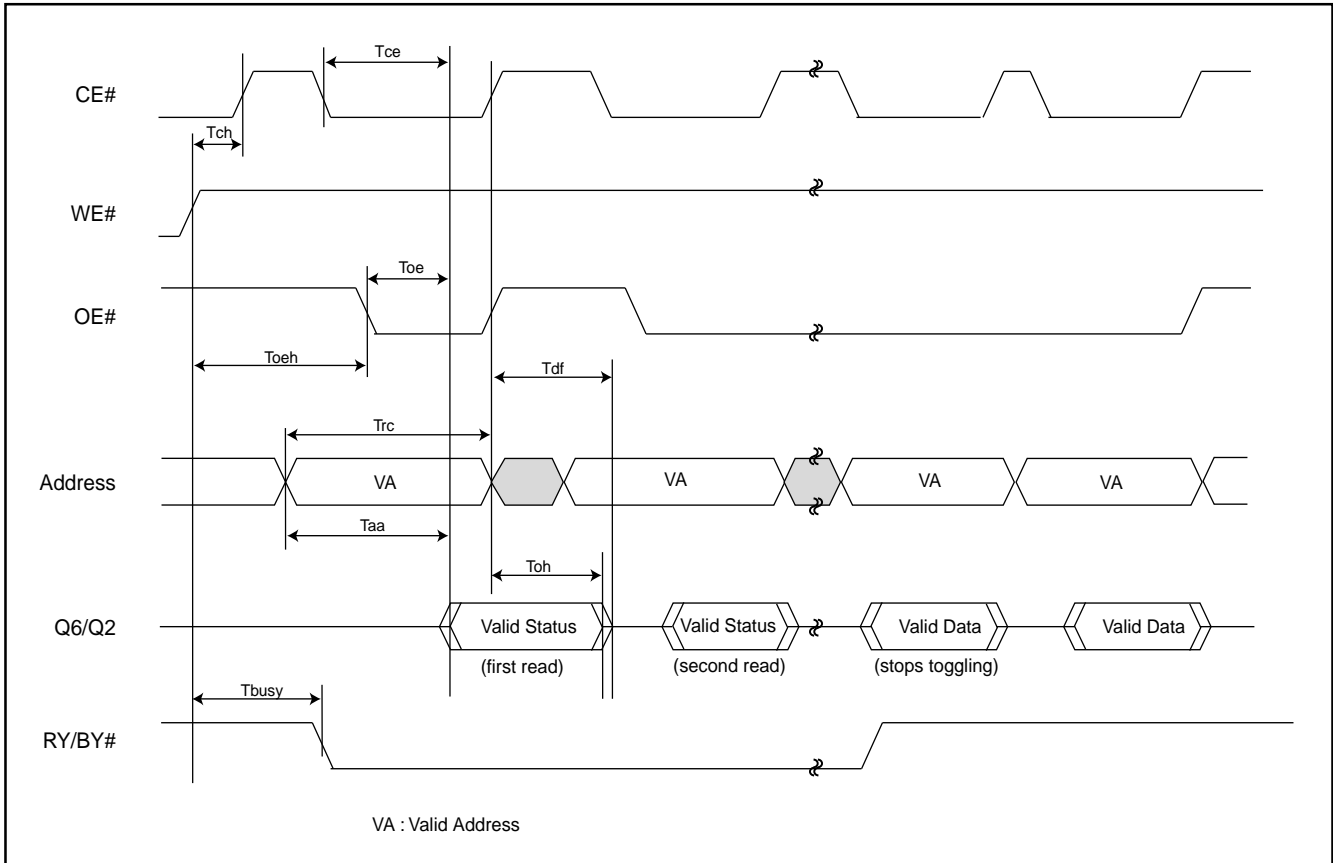 Tce
CE#
Tch
WE#
Toe
OE#
Toeh
Tdf
Trc
Address
VA
VA
VA
VA
Taa
Toh
Q6/Q2
Valid Status
Valid Status
Valid Data
Valid Data
(first read)
(second read)
(stops toggling)
Tbusy
RY/BY#
VA : Valid Address